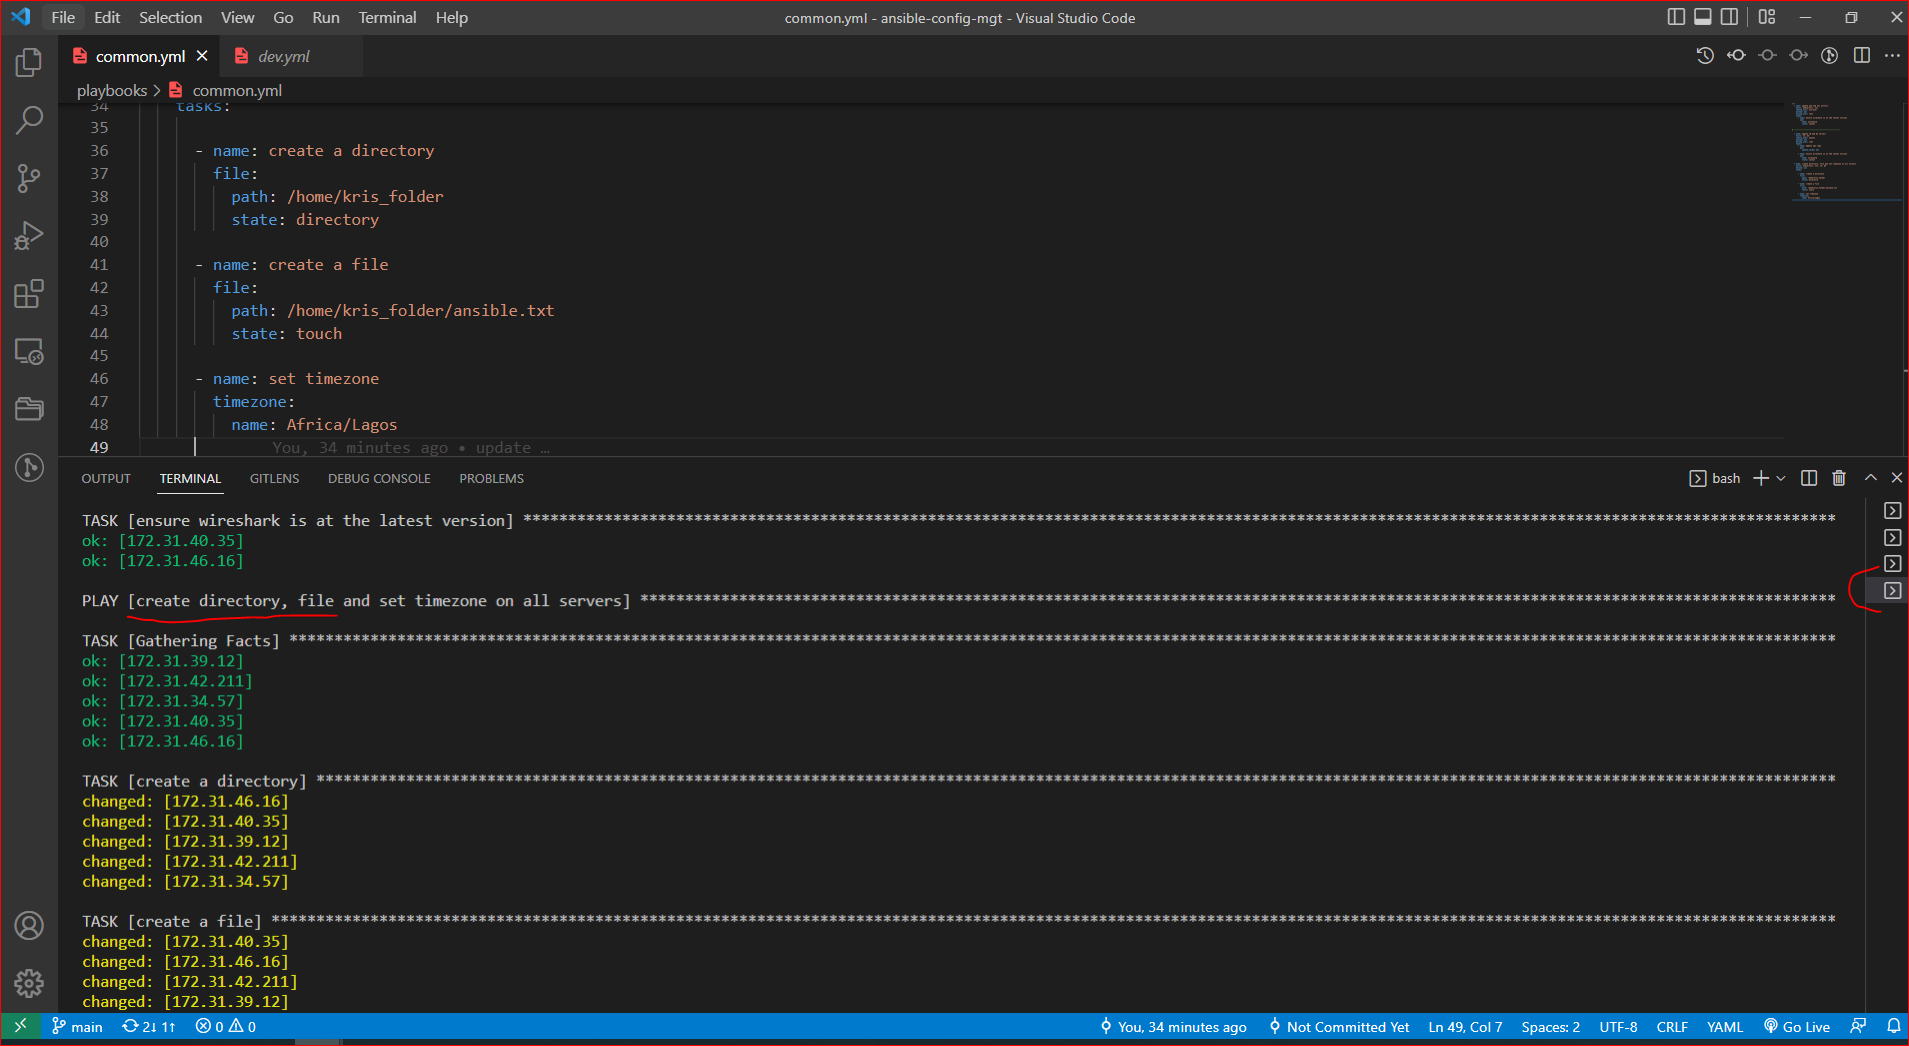 File Edit Selection View Go Run Terminal Help
common.yml - ansible-config-mgt - Visual Studio Code
common.yml
dev.yml
playbooks > common.yml
34 tasks:
35
36 - name: create a directory
37 file:
38 path: /home/kris_folder
39 state: directory
40
41 - name: create a file
42 file:
43 path: /home/kris_folder/ansible.txt
44 state: touch
45
46 - name: set timezone
47 timezone:
48 name: Africa/Lagos
49 You, 34 minutes ago • update …
OUTPUT TERMINAL GITLENS DEBUG CONSOLE PROBLEMS
bash
TASK [ensure wireshark is at the latest version] ****************************************************************************************************************************************************
ok: [172.31.40.35]
ok: [172.31.46.16]
PLAY [create directory, file and set timezone on all servers] ***************************************************************************************************************************************
TASK [Gathering Facts] ******************************************************************************************************************************************************************************
ok: [172.31.39.12]
ok: [172.31.42.211]
ok: [172.31.34.57]
ok: [172.31.40.35]
ok: [172.31.46.16]
TASK [create a directory] ***************************************************************************************************************************************************************************
changed: [172.31.46.16]
changed: [172.31.40.35]
changed: [172.31.39.12]
changed: [172.31.42.211]
changed: [172.31.34.57]
TASK [create a file] ********************************************************************************************************************************************************************************
changed: [172.31.40.35]
changed: [172.31.46.16]
changed: [172.31.42.211]
changed: [172.31.39.12]
main 2↓ 1↑ 0 0
You, 34 minutes ago Not Committed Yet Ln 49, Col 7 Spaces: 2 UTF-8 CRLF YAML Go Live